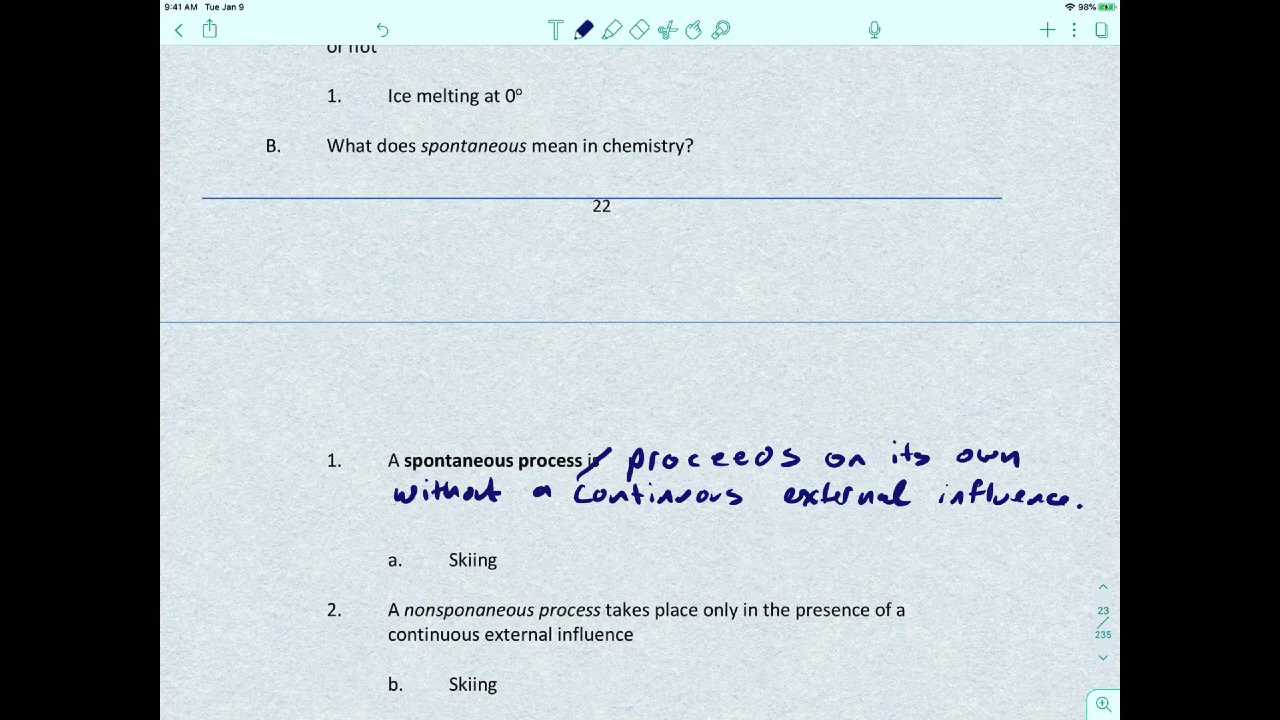 9:41 AM Tue Jan 9
98%
or not
1. Ice melting at 0°
B. What does spontaneous mean in chemistry?
22
1. A spontaneous process is proceeds on its own
without a continuous external influence.
a. Skiing
2. A nonsponaneous process takes place only in the presence of a
continuous external influence
b. Skiing
23
235